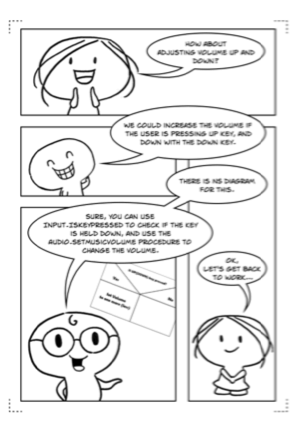 HOW ABOUT
ADJUSTING VOLUME UP AND
DOWN?
WE COULD INCREASE THE VOLUME IF
THE USER IS PRESSING UP KEY, AND
DOWN WITH THE DOWN KEY.
THERE IS NS DIAGRAM
FOR THIS.
SURE, YOU CAN USE
INPUT.ISKEYPRESSED TO CHECK IF THE KEY
IS HELD DOWN, AND USE THE
AUDIO.SETMUSICVOLUME PROCEDURE TO
CHANGE THE VOLUME.
Set Volume
OK,
LET'S GET BACK
TO WORK...